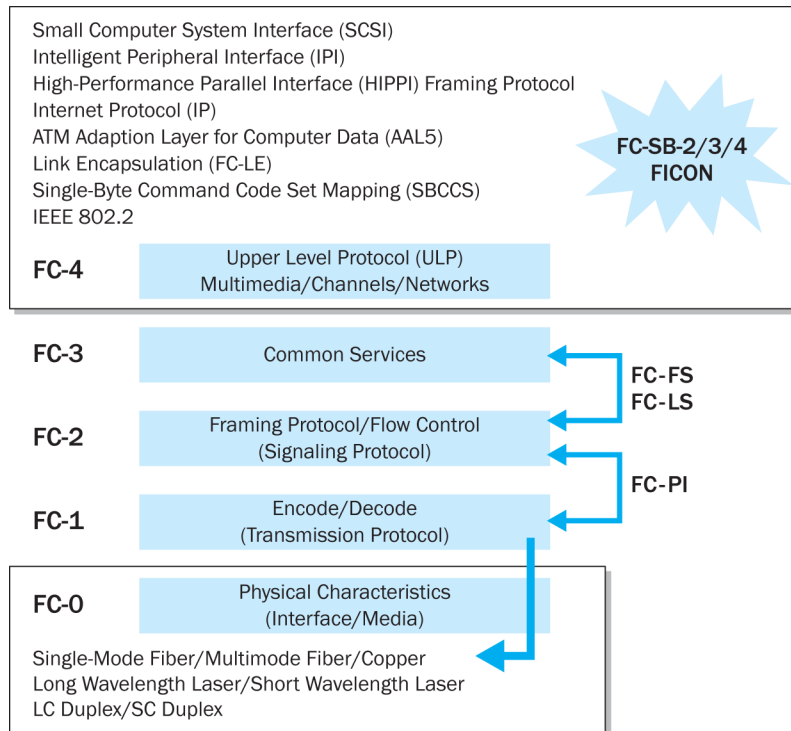 Small Computer System Interface (SCSI)
Intelligent Peripheral Interface (IPI)
High-Performance Parallel Interface (HIPPI) Framing Protocol
Internet Protocol (IP)
ATM Adaption Layer for Computer Data (AAL5)
Link Encapsulation (FC-LE)
Single-Byte Command Code Set Mapping (SBCCS)
IEEE 802.2
FC-SB-2/3/4
FICON
FC-4
Upper Level Protocol (ULP)
Multimedia/Channels/Networks
FC-3
Common Services
FC-FS
FC-LS
FC-2
Framing Protocol/Flow Control
(Signaling Protocol)
FC-PI
FC-1
Encode/Decode
(Transmission Protocol)
FC-0
Physical Characteristics
(Interface/Media)
Single-Mode Fiber/Multimode Fiber/Copper
Long Wavelength Laser/Short Wavelength Laser
LC Duplex/SC Duplex